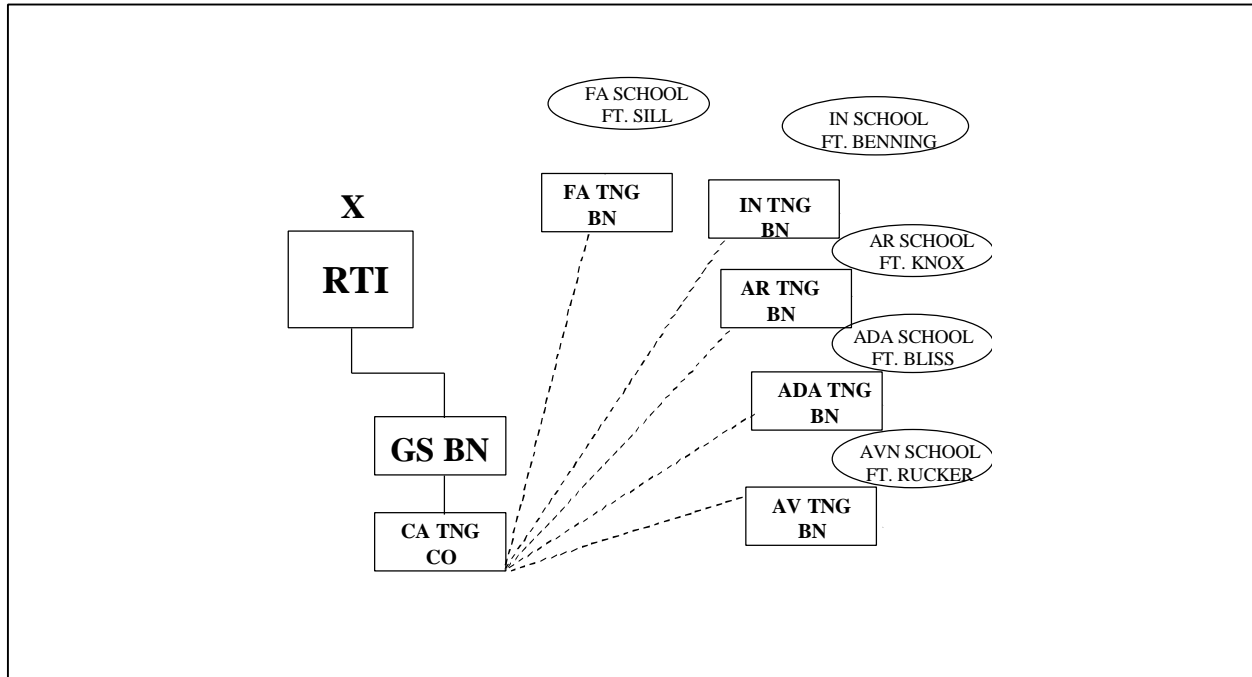 FA SCHOOL
FT. SILL
IN SCHOOL
FT. BENNING
X
RTI
FA TNG
BN
IN TNG
BN
AR SCHOOL
FT. KNOX
AR TNG
BN
ADA SCHOOL
FT. BLISS
ADA TNG
BN
GS BN
AVN SCHOOL
FT. RUCKER
CA TNG
CO
AV TNG
BN